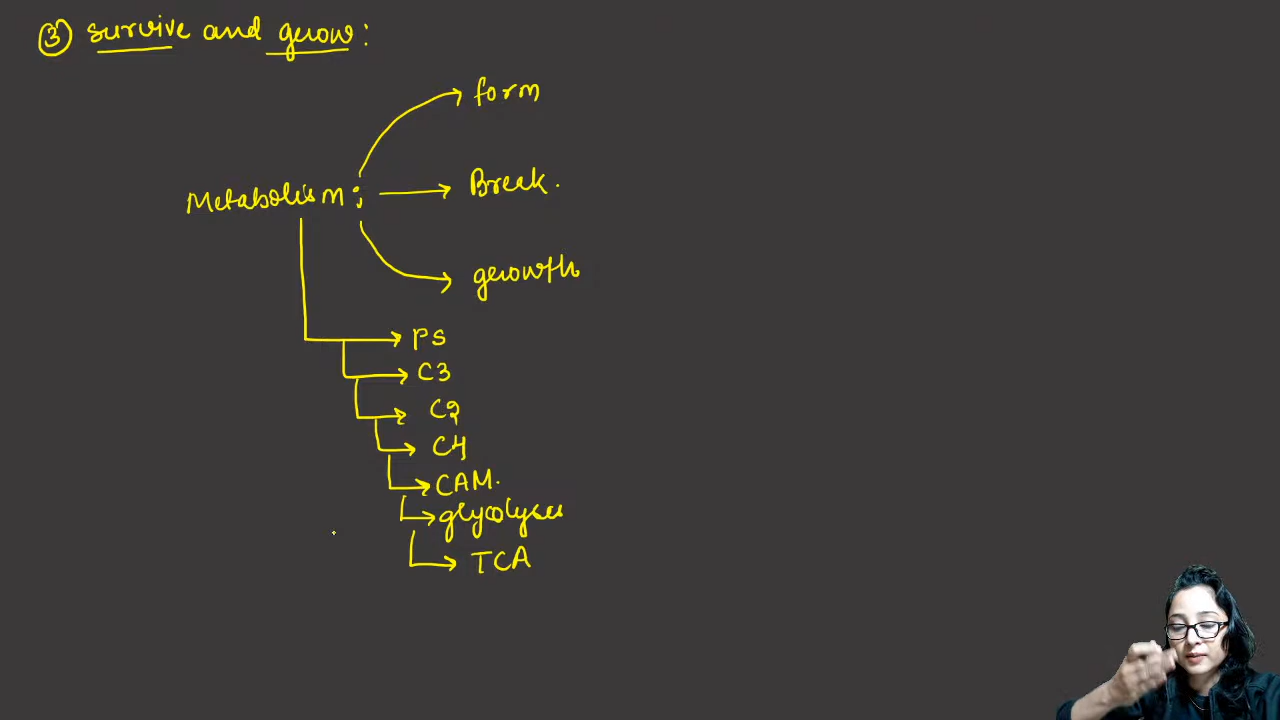 ③ survive and grow:
form
Metabolism:
Break.
growth
PS
C3
C2
C4
CAM.
glycolysis
TCA